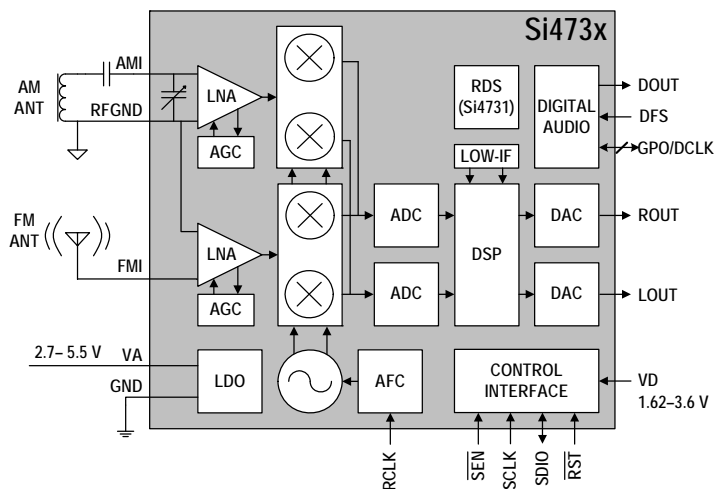 Si473x
AMI
AM
ANT
RFGND
LNA
AGC
RDS
(Si4731)
DIGITAL
AUDIO
DOUT
DFS
GPO/DCLK
LOW-IF
FM
ANT
FMI
LNA
AGC
ADC
ADC
DSP
DAC
DAC
ROUT
LOUT
2.7– 5.5 V
VA
GND
LDO
AFC
CONTROL
INTERFACE
VD
1.62–3.6 V
RCLK
SEN
SCLK
SDIO
RST